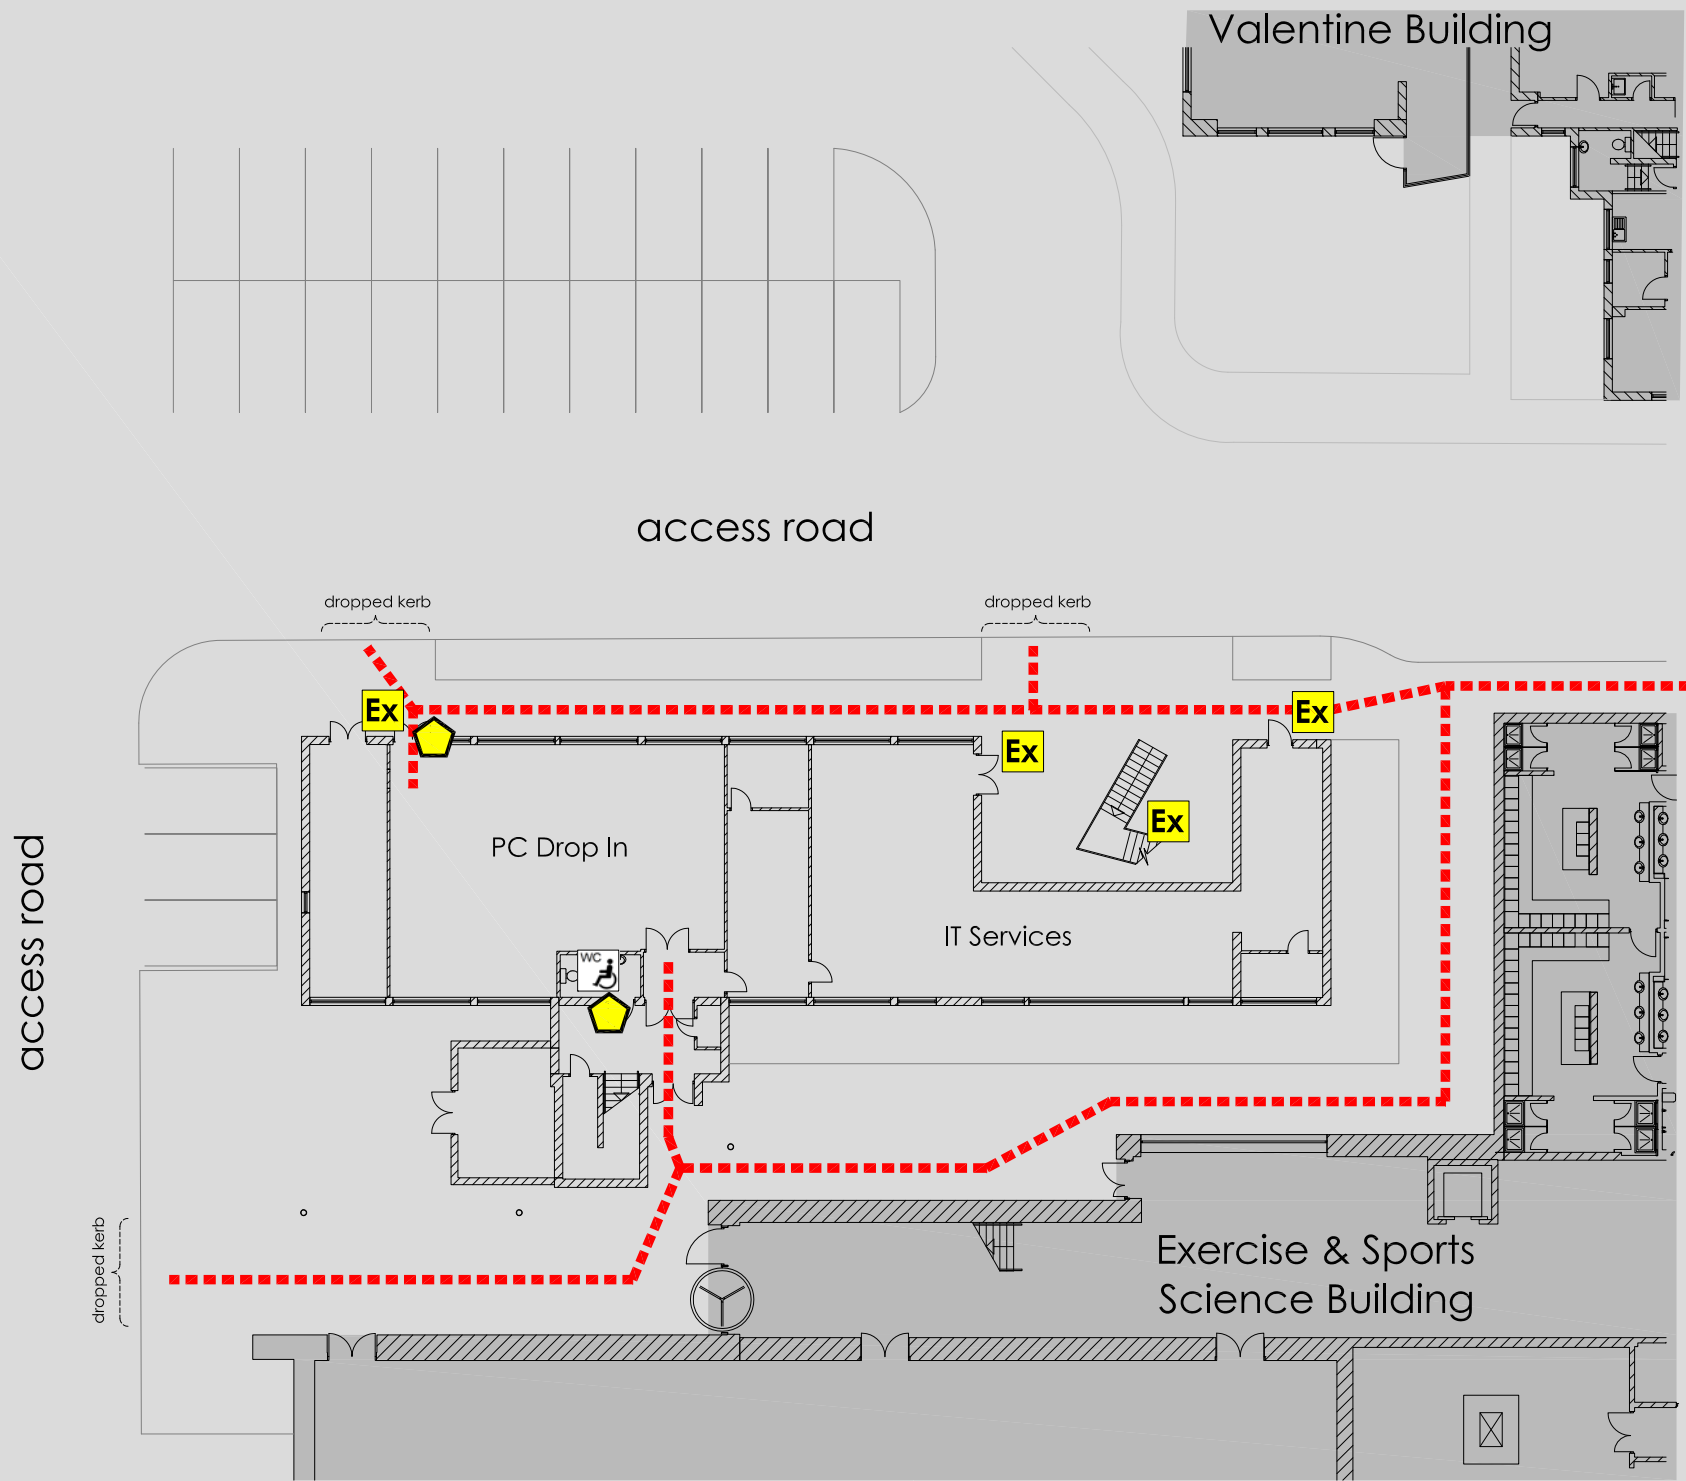 Valentine Building
access road
dropped kerb
dropped kerb
Ex
Ex
Ex
Ex
PC Drop In
access road
IT Services
WC
dropped kerb
Exercise & Sports
Science Building